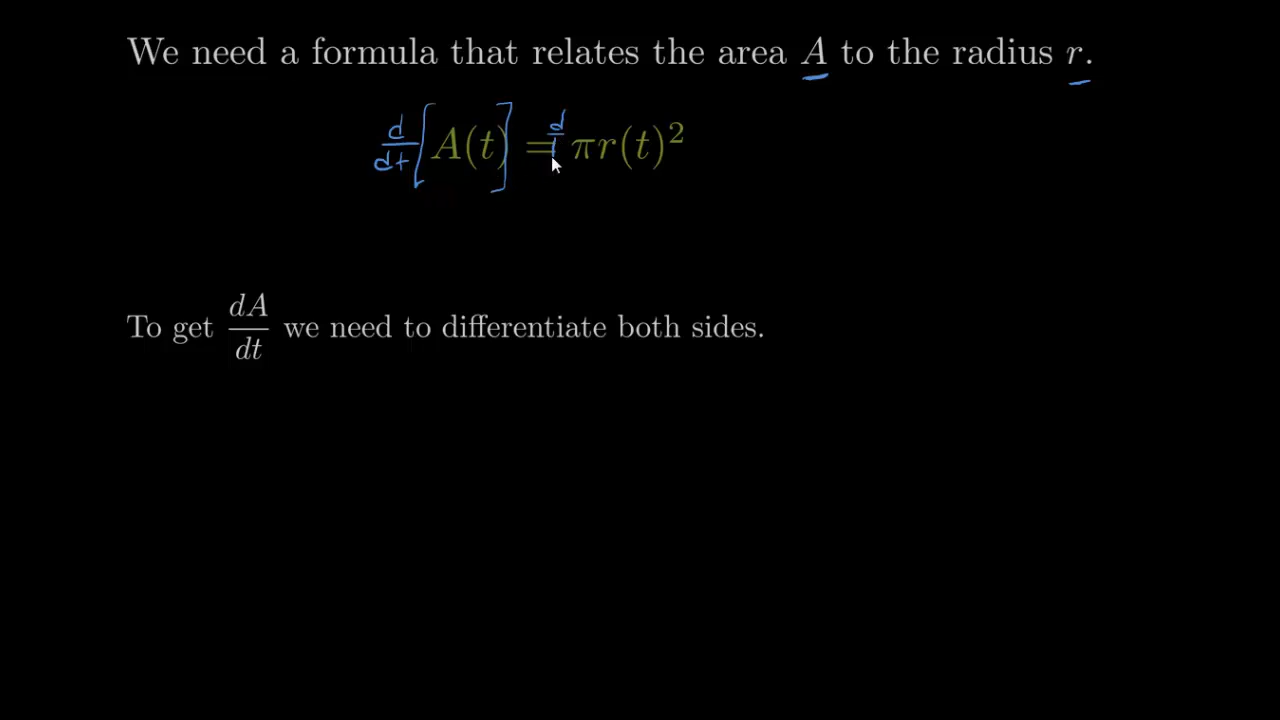 We need a formula that relates the area A to the radius r.
d/dt [A(t)] = d πr(t)²
To get dA/dt we need to differentiate both sides.